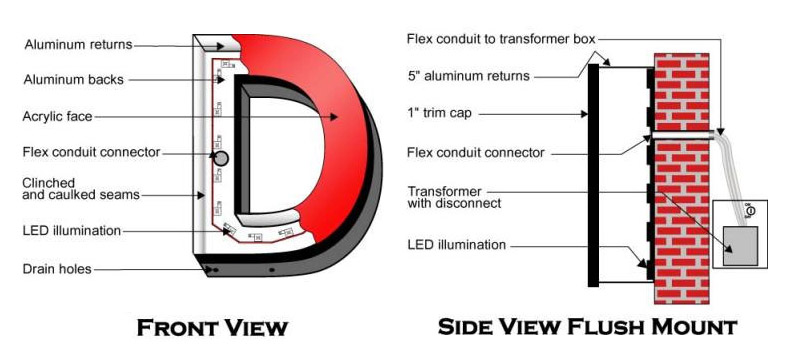 Aluminum returns
Aluminum backs
Acrylic face
Flex conduit connector
Clinched
and caulked seams
LED illumination
Drain holes
FRONT VIEW
Flex conduit to transformer box
5" aluminum returns
1" trim cap
Flex conduit connector
Transformer
with disconnect
LED illumination
SIDE VIEW FLUSH MOUNT